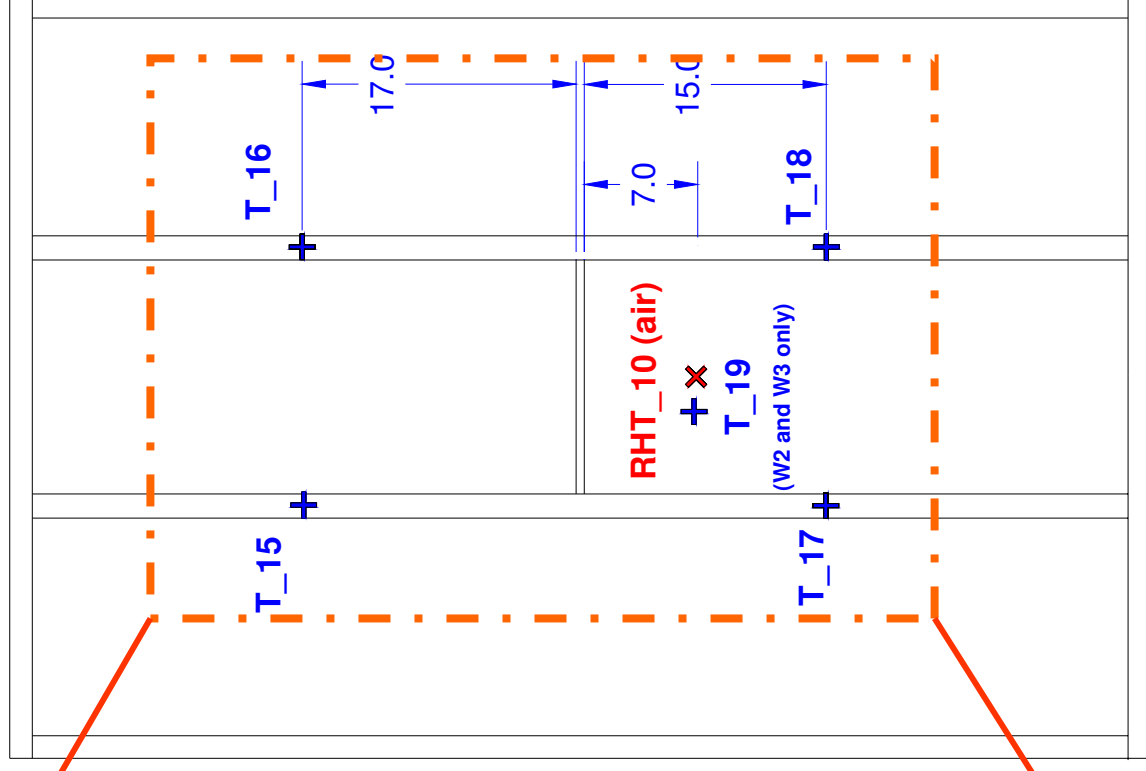 17.0
15.0
7.0
T_16
T_18
RHT_10 (air)
T_19
(W2 and W3 only)
T_15
T_17